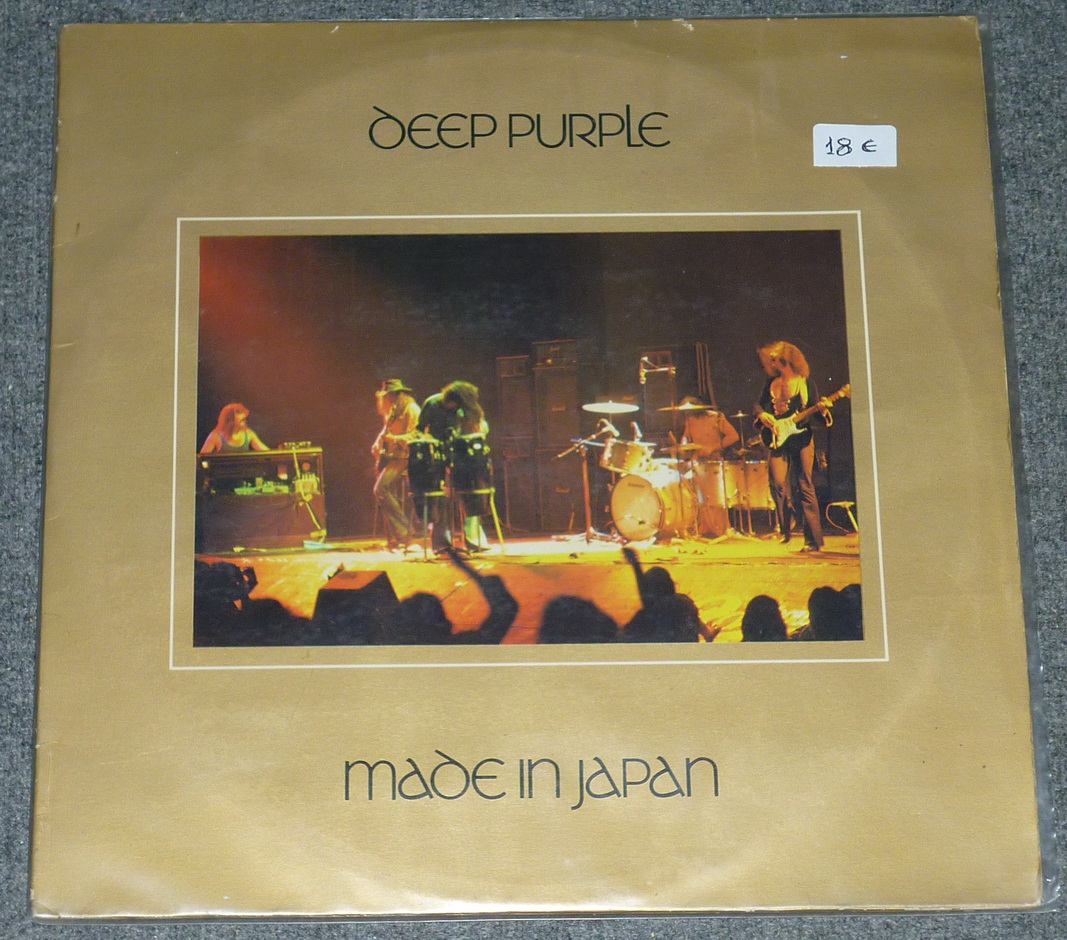 DEEP PURPLE
18 €
MADE IN JAPAN